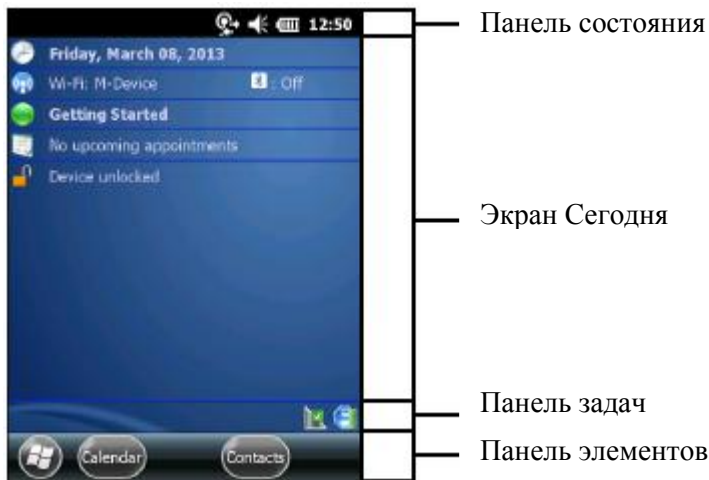 12:50
Панель состояния
Friday, March 08, 2013
Wi-Fi: M-Device : Off
Getting Started
No upcoming appointments
Device unlocked
Экран Сегодня
Панель задач
Calendar Contacts
Панель элементов